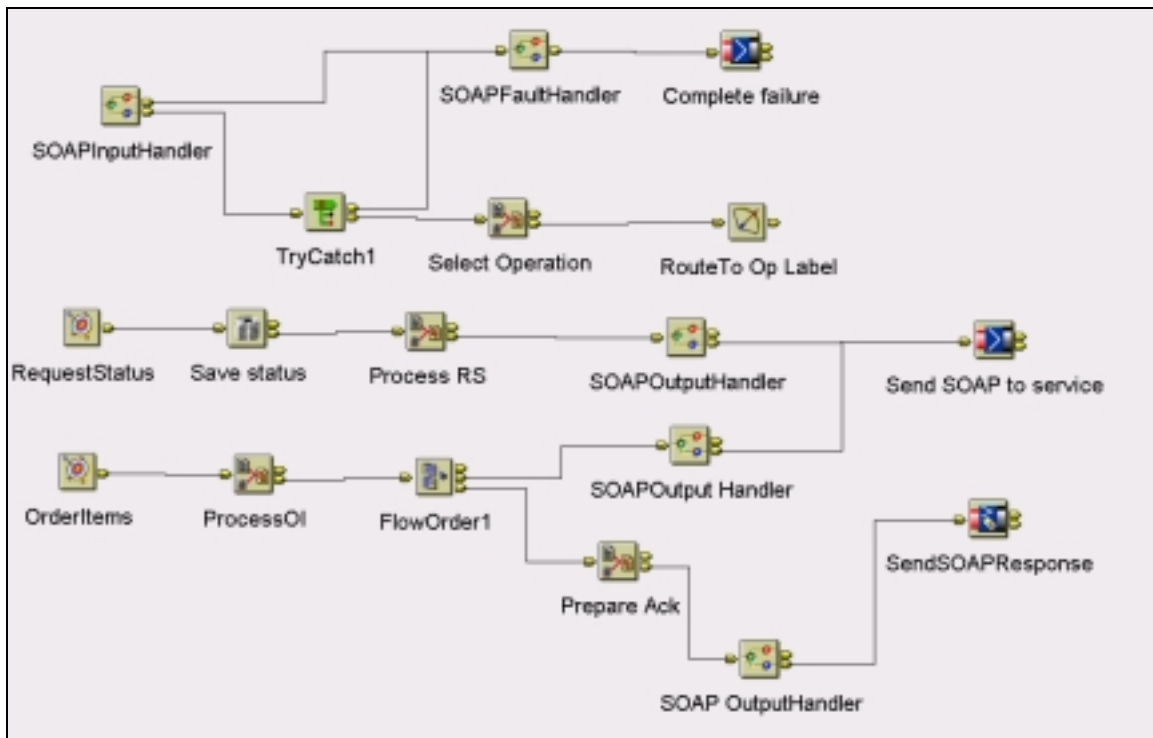 SOAPFaultHandler
Complete failure
SOAPInputHandler
TryCatch1
Select Operation
RouteTo Op Label
RequestStatus
Save status
Process RS
SOAPOutputHandler
Send SOAP to service
SOAPOutput Handler
OrderItems
ProcessOI
FlowOrder1
SendSOAPResponse
Prepare Ack
SOAP OutputHandler